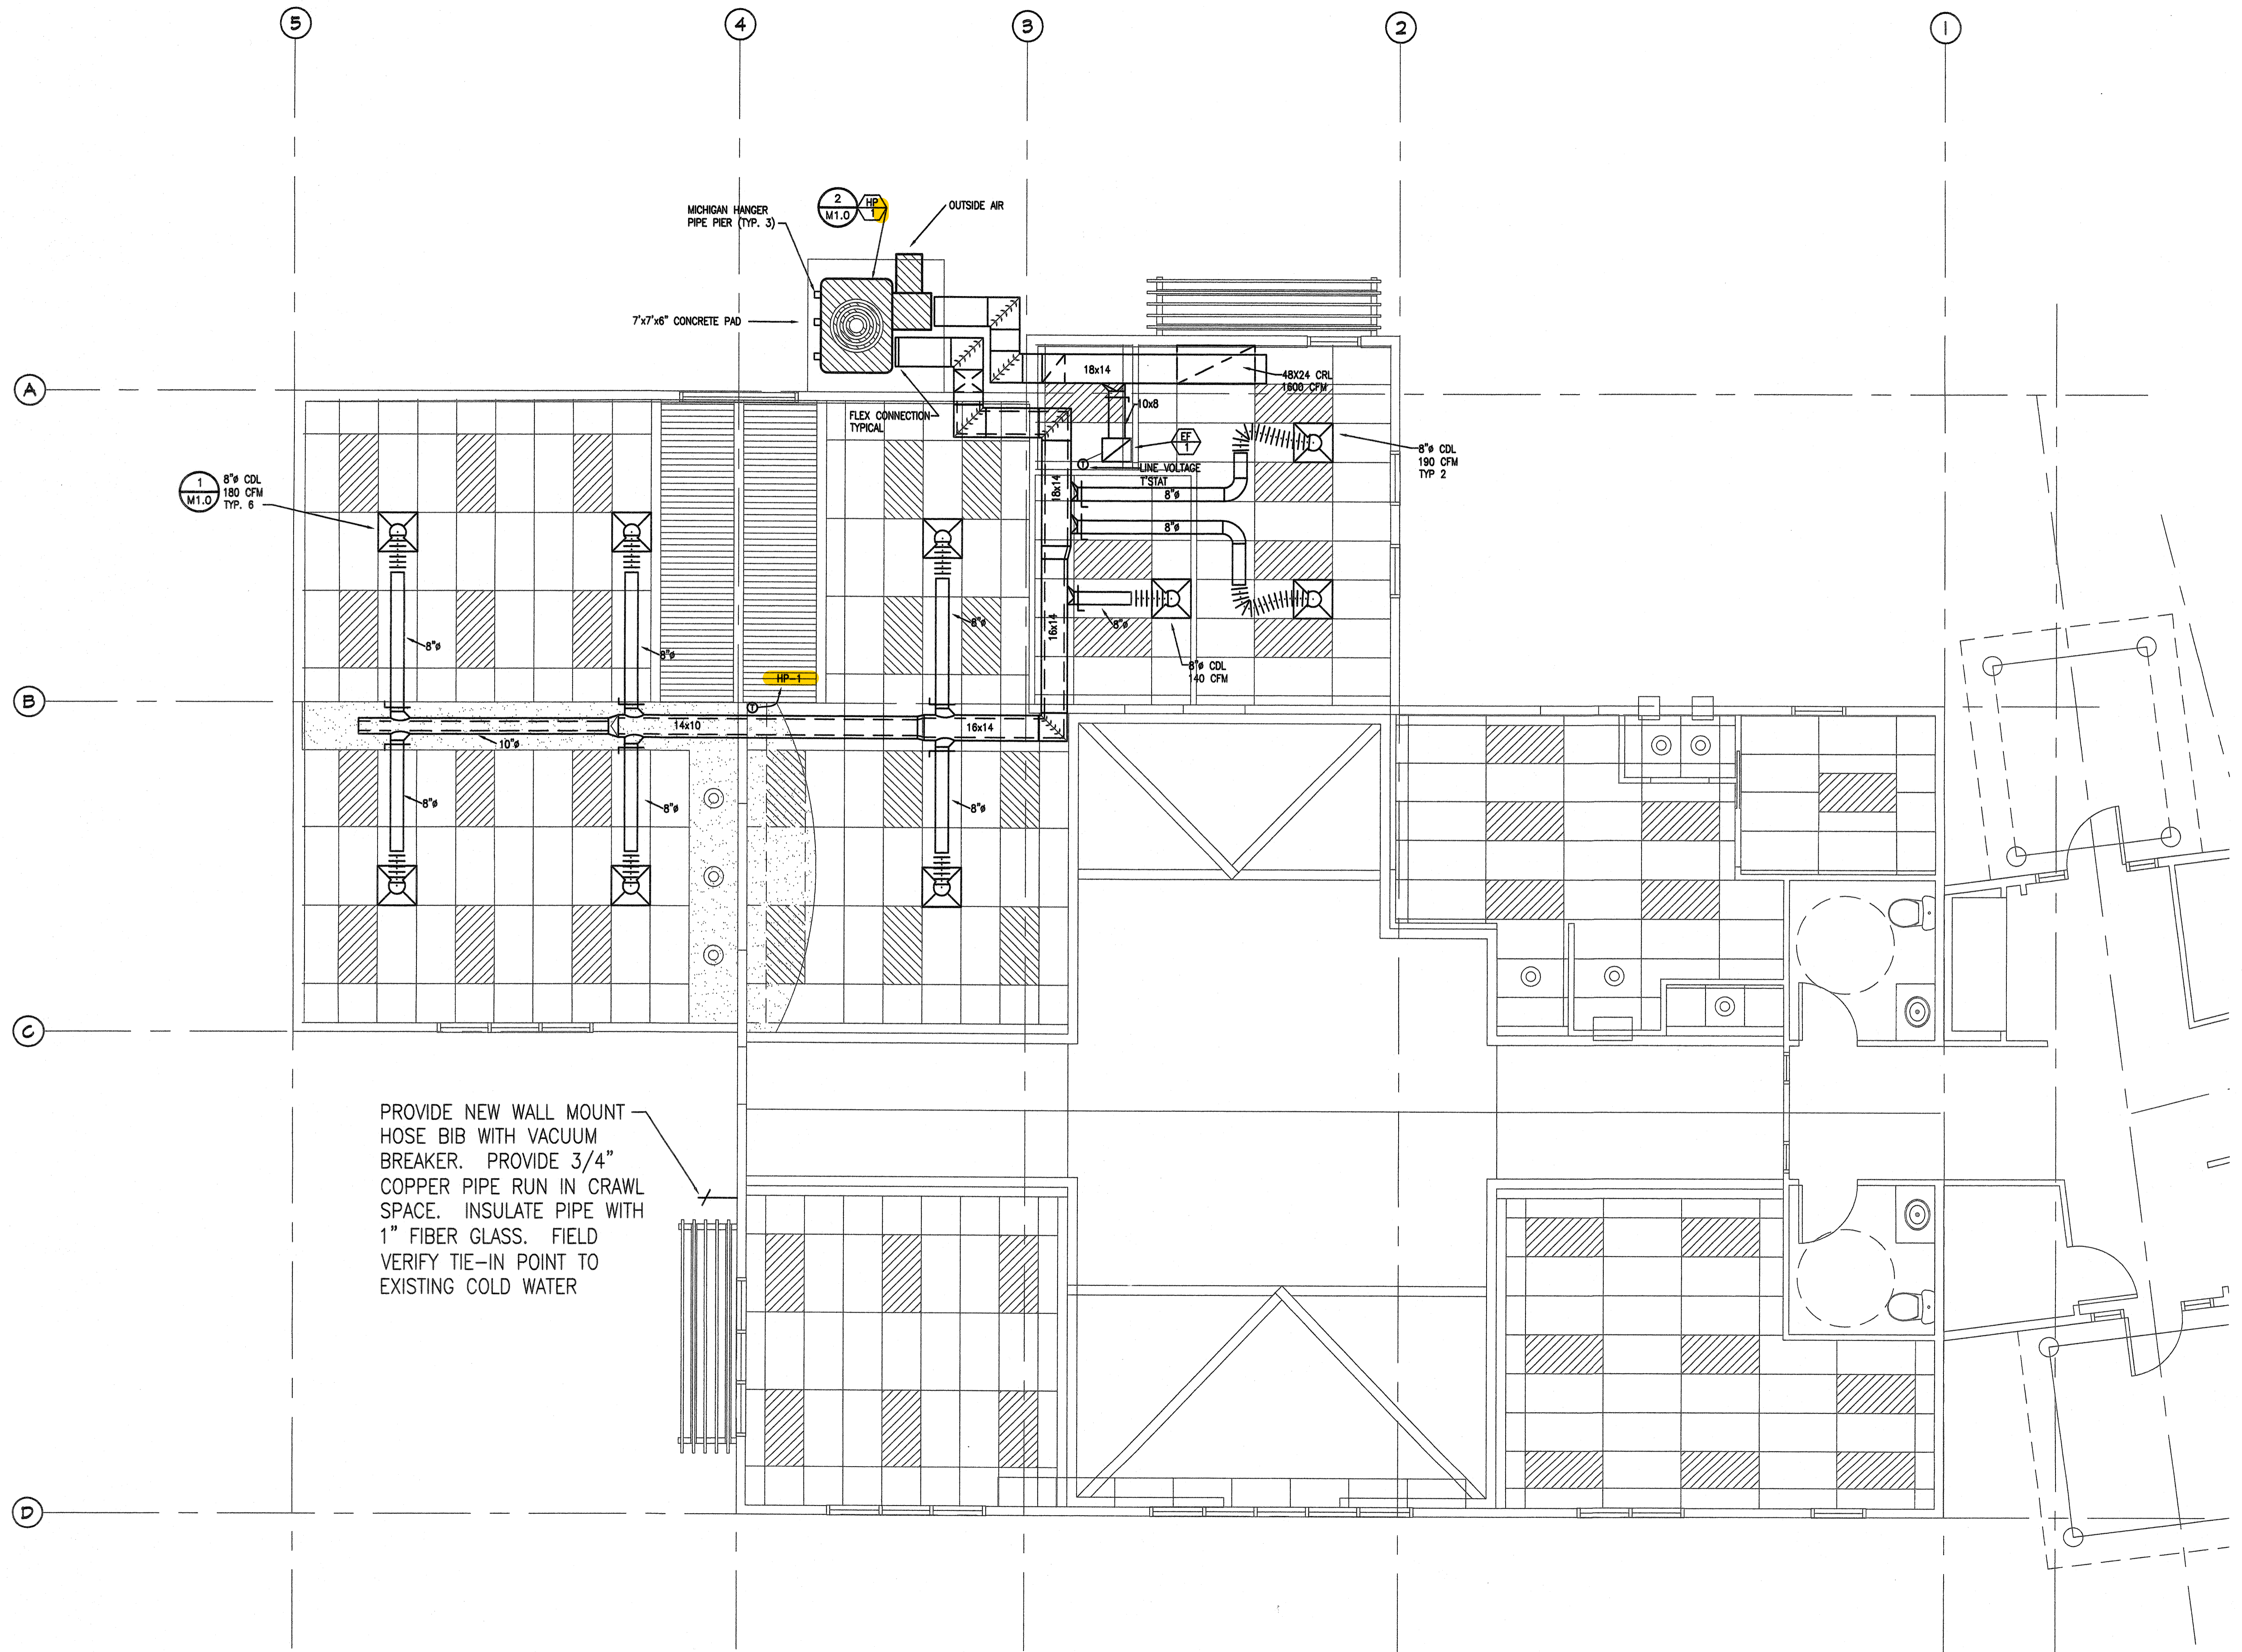 5
4
3
2
1
2
M1.0
HP
1
OUTSIDE AIR
MICHIGAN HANGER
PIPE PIER (TYP. 3)
7'x7'x6" CONCRETE PAD
A
18x14
48X24 CRL
1600 CFM
10x8
FLEX CONNECTION
TYPICAL
EF
1
8"ø CDL
190 CFM
TYP 2
T
LINE VOLTAGE
T'STAT
1
M1.0
8"ø CDL
180 CFM
TYP. 6
18x14
8"ø
8"ø
8"ø
8"ø
8"ø
8"ø
16x14
8"ø CDL
140 CFM
HP-1
B
T
14x10
16x14
10"ø
8"ø
8"ø
8"ø
C
PROVIDE NEW WALL MOUNT
HOSE BIB WITH VACUUM
BREAKER. PROVIDE 3/4"
COPPER PIPE RUN IN CRAWL
SPACE. INSULATE PIPE WITH
1" FIBER GLASS. FIELD
VERIFY TIE-IN POINT TO
EXISTING COLD WATER
D